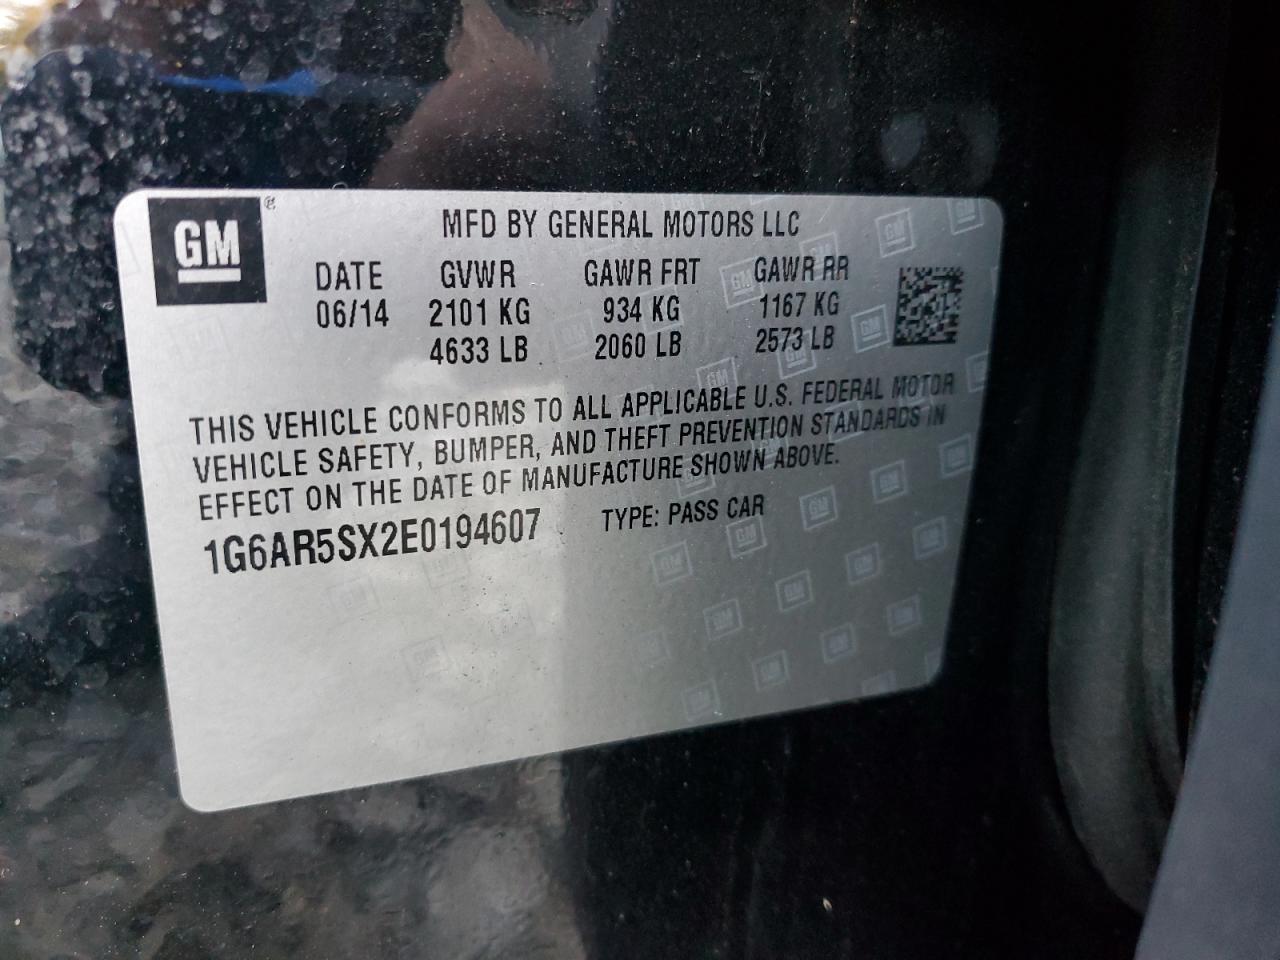 GM ®
MFD BY GENERAL MOTORS LLC
DATE GVWR GAWR FRT GAWR RR
06/14 2101 KG 934 KG 1167 KG
4633 LB 2060 LB 2573 LB
THIS VEHICLE CONFORMS TO ALL APPLICABLE U.S. FEDERAL MOTOR
VEHICLE SAFETY, BUMPER, AND THEFT PREVENTION STANDARDS IN
EFFECT ON THE DATE OF MANUFACTURE SHOWN ABOVE.
1G6AR5SX2E0194607 TYPE: PASS CAR